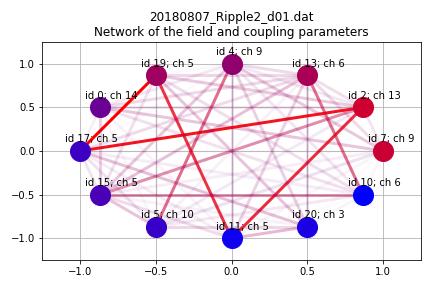 20180807_Ripple2_d01.dat
Network of the field and coupling parameters
id 4; ch 9
id 19; ch 5
id 13; ch 6
id 0; ch 14
id 2; ch 13
id 17; ch 5
id 7; ch 9
id 15; ch 5
id 10; ch 6
id 5; ch 10
id 11; ch 5
id 20; ch 3
1.0
0.5
0.0
−0.5
−1.0
−1.0
−0.5
0.0
0.5
1.0